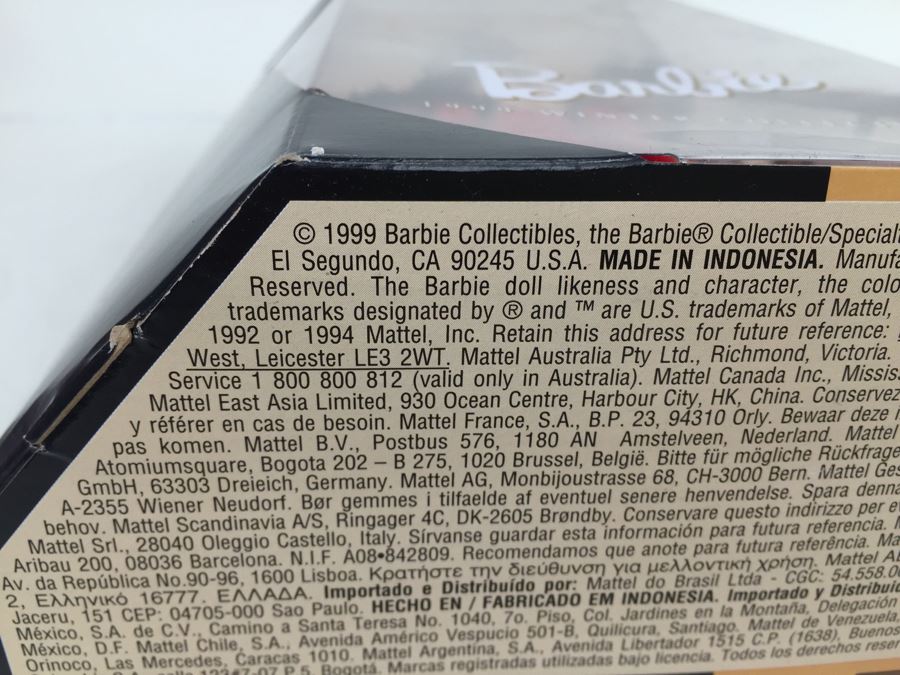 Barbie
© 1999 Barbie Collectibles, the Barbie® Collectible/Special
El Segundo, CA 90245 U.S.A. MADE IN INDONESIA. Manufa
Reserved. The Barbie doll likeness and character, the colo
trademarks designated by ® and ™ are U.S. trademarks of Mattel,
1992 or 1994 Mattel, Inc. Retain this address for future reference:
West, Leicester LE3 2WT. Mattel Australia Pty Ltd., Richmond, Victoria.
Service 1 800 800 812 (valid only in Australia). Mattel Canada Inc., Missis
Mattel East Asia Limited, 930 Ocean Centre, Harbour City, HK, China. Conservez
y référer en cas de besoin. Mattel France, S.A., B.P. 23, 94310 Orly. Bewaar deze
pas komen. Mattel B.V., Postbus 576, 1180 AN Amstelveen, Nederland. Mattel
Atomiumsquare, Bogota 202 – B 275, 1020 Brussel, België. Bitte für mögliche Rückfrage
GmbH, 63303 Dreieich, Germany. Mattel AG, Monbijoustrasse 68, CH-3000 Bern. Mattel Ges
A-2355 Wiener Neudorf. Bør gemmes i tilfælde af eventuel senere henvendelse. Spara denna
behov. Mattel Scandinavia A/S, Ringager 4C, DK-2605 Brøndby. Conservare questo indirizzo per e
Mattel Srl., 28040 Oleggio Castello, Italy. Sírvanse guardar esta información para futura referencia. M
Aribau 200, 08036 Barcelona. N.I.F. A08•842809. Recomendamos que anote para futura referência. Ma
Av. da República No.90-96, 1600 Lisboa. Κρατήστε την διεύθυνση για μελλοντική χρήση. Mattel A
2, Ελληνικό 16777. ΕΛΛΑΔΑ. Importado e Distribuído por: Mattel do Brasil Ltda - CGC: 54.558.0
Jaceru, 151 CEP: 04705-000 Sao Paulo. HECHO EN / FABRICADO EM INDONESIA. Importado y Distribuid
México, S.A. de C.V., Camino a Santa Teresa No. 1040, 7o. Piso, Col. Jardines en la Montaña, Delegación
México, D.F. Mattel Chile, S.A., Avenida Américo Vespucio 501-B, Quilicura, Santiago. Mattel de Venezuela,
Orinoco, Las Mercedes, Caracas 1010. Mattel Argentina, S.A., Avenida Libertador 1515 C.P. (1638), Buenos
P.5, Bogotá. Marcas registradas utilizadas bajo licencia. Todos los derechos reser